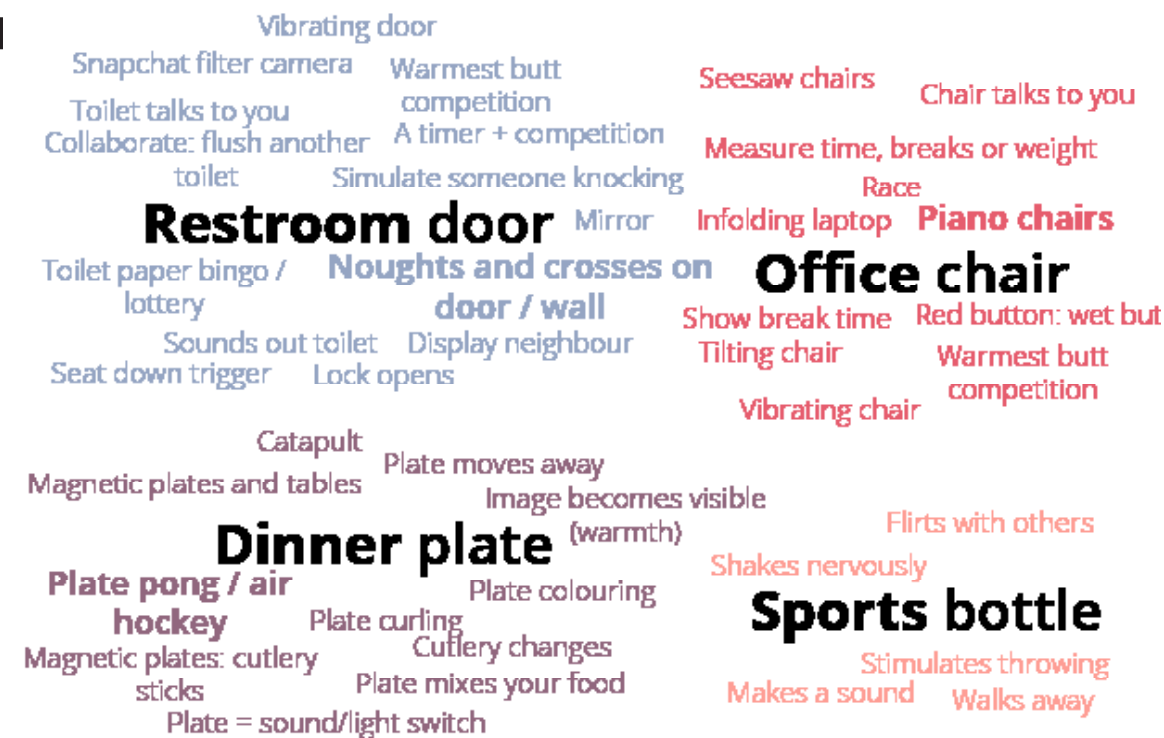 Vibrating door
Snapchat filter camera
Warmest butt
competition
Toilet talks to you
A timer + competition
Collaborate: flush another
toilet
Simulate someone knocking
Restroom door
Mirror
Toilet paper bingo /
lottery
Noughts and crosses on
door / wall
Sounds out toilet
Display neighbour
Seat down trigger
Lock opens
Seesaw chairs
Chair talks to you
Measure time, breaks or weight
Race
Infolding laptop
Piano chairs
Office chair
Show break time
Red button: wet but
Tilting chair
Warmest butt
competition
Vibrating chair
Catapult
Plate moves away
Magnetic plates and tables
Image becomes visible
(warmth)
Dinner plate
Plate pong / air
hockey
Plate colouring
Plate curling
Cutlery changes
Magnetic plates: cutlery
sticks
Plate mixes your food
Plate = sound/light switch
Flirts with others
Shakes nervously
Sports bottle
Stimulates throwing
Makes a sound
Walks away